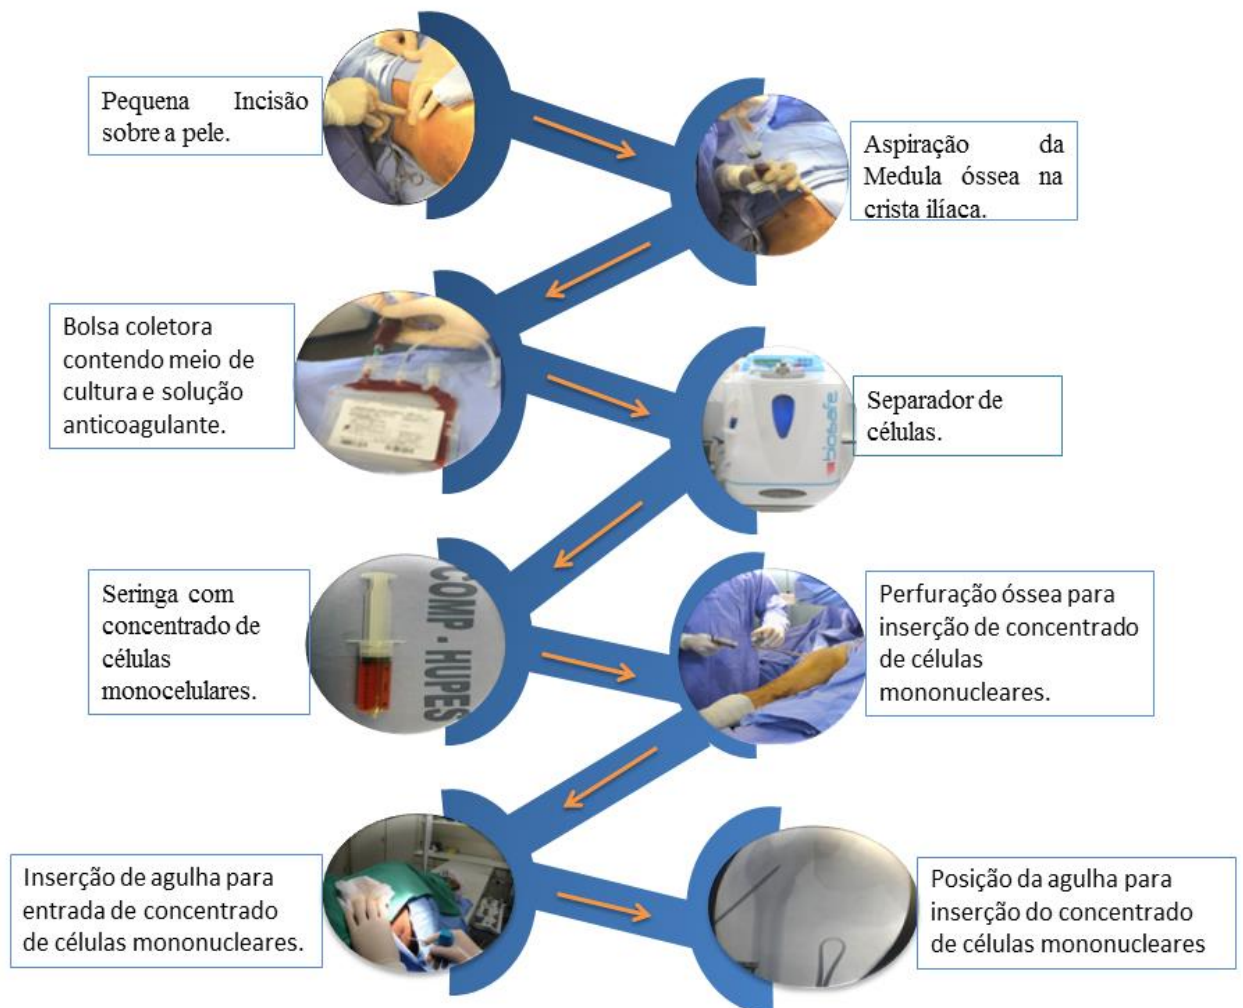 Pequena Incisão
sobre a pele.
Aspiração da
Medula óssea na
crista ilíaca.
Bolsa coletora
contendo meio de
cultura e solução
anticoagulante.
biosafe
Separador de
células.
Seringa com
concentrado de
células
monocelulares.
COMP - HUPES
Perfuração óssea para
inserção de concentrado
de células
mononucleares.
Inserção de agulha para
entrada de concentrado
de células mononucleares.
Posição da agulha para
inserção do concentrado
de células mononucleares